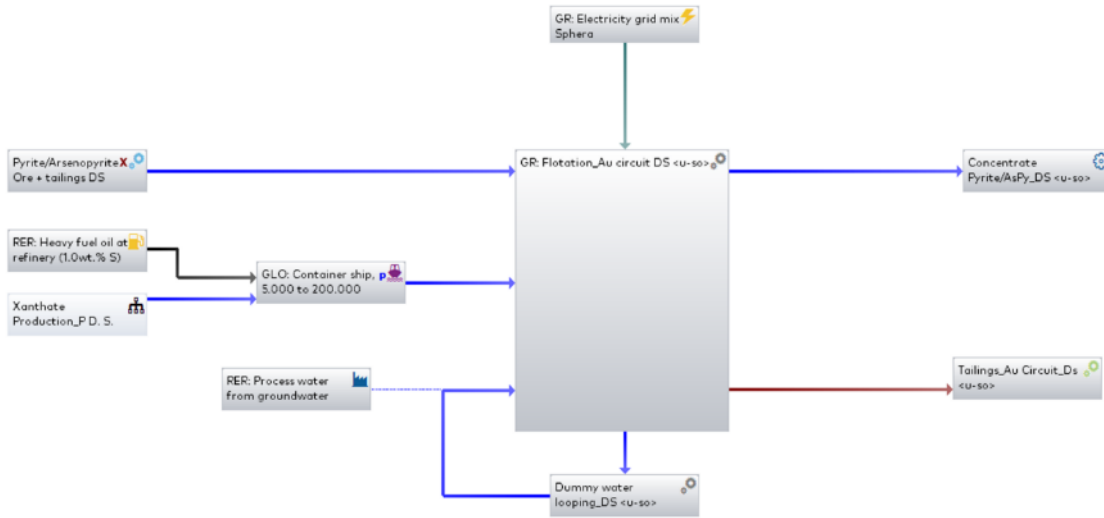 GR: Electricity grid mix
Sphera
Pyrite/Arsenopyrite X
Ore + tailings DS
GR: Flotation_Au circuit DS <u-so>
Concentrate
Pyrite/AsPy_DS <u-so>
RER: Heavy fuel oil at
refinery (1.0wt.% S)
GLO: Container ship, p
5.000 to 200.000
Xanthate
Production_P D. S.
RER: Process water
from groundwater
Tailings_Au Circuit_Ds
<u-so>
Dummy water
looping_DS <u-so>